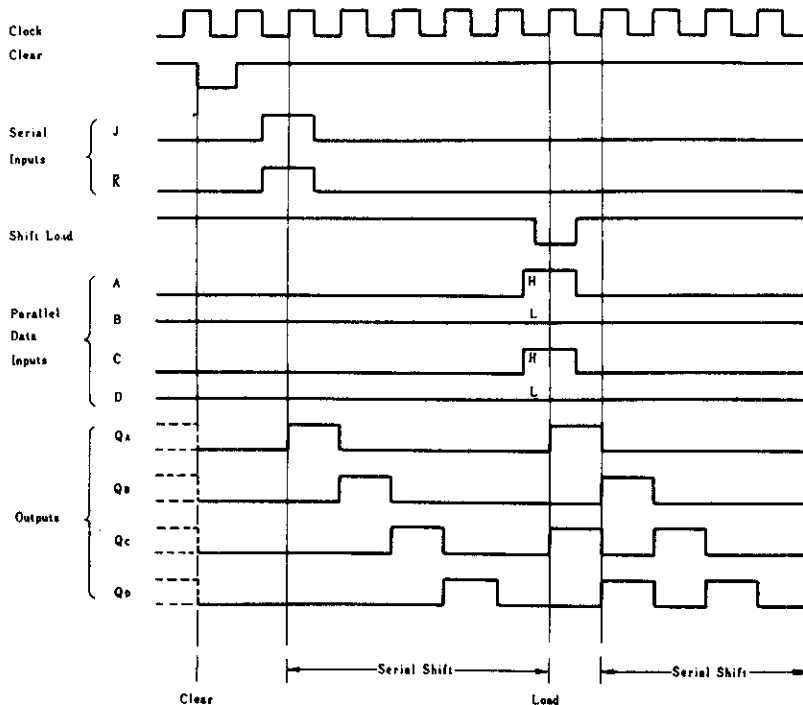 Clock
Clear
Serial
Inputs
J
R
Shift Load
Parallel
Data
Inputs
A
H
B
L
C
H
D
L
Outputs
QA
QB
QC
QD
Serial Shift
Serial Shift
Clear
Load